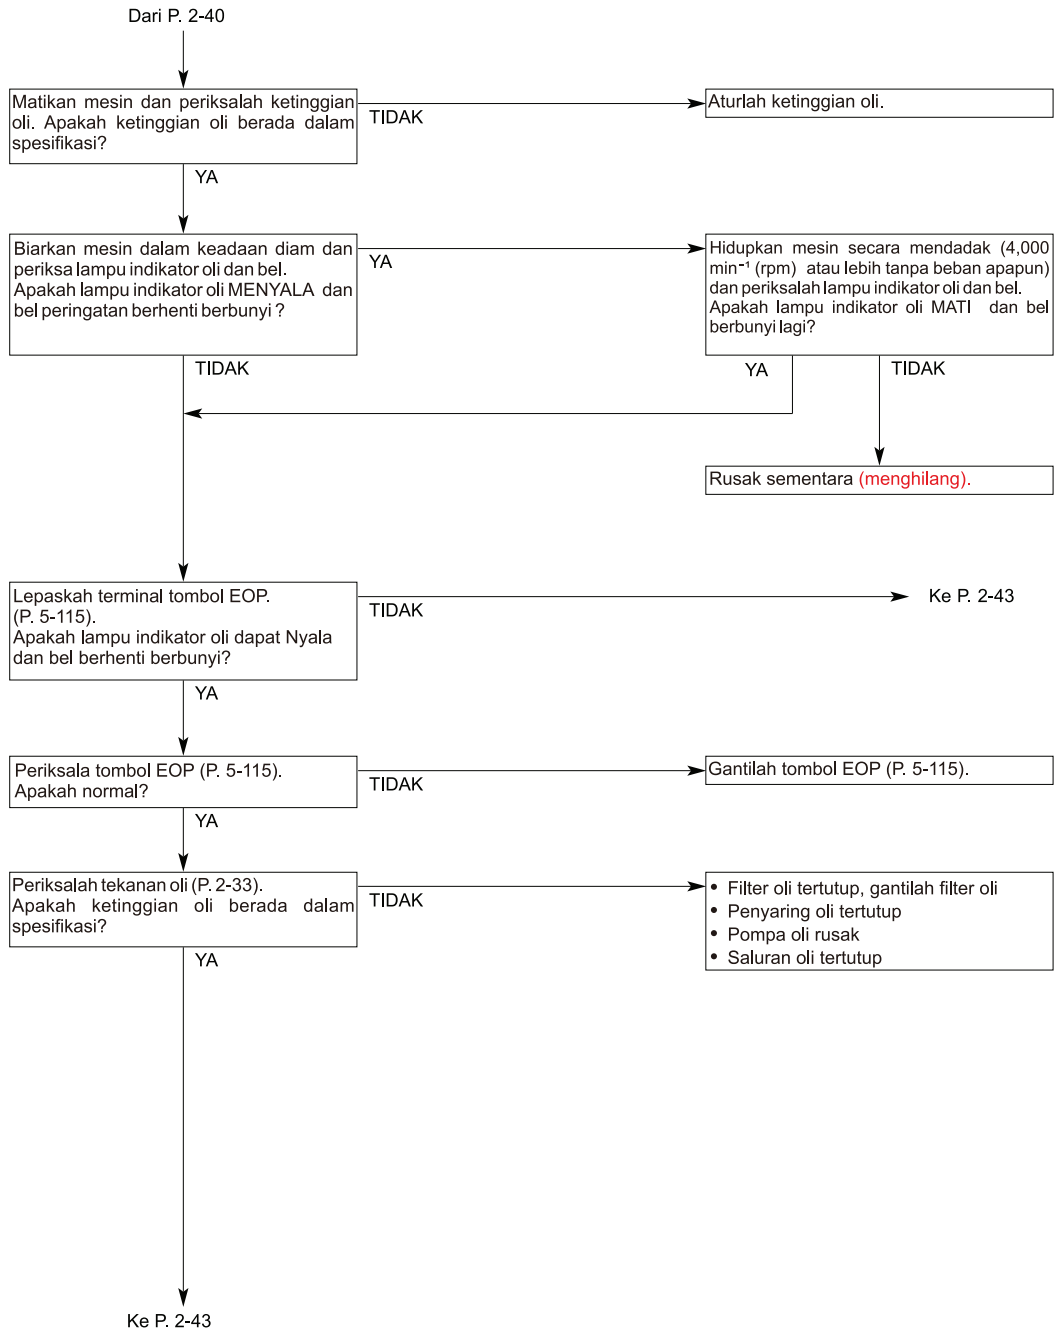 Dari P. 2-40
Matikan mesin dan periksalah ketinggian
oli. Apakah ketinggian oli berada dalam
spesifikasi?
TIDAK
Aturlah ketinggian oli.
YA
Biarkan mesin dalam keadaan diam dan
periksa lampu indikator oli dan bel.
Apakah lampu indikator oli MENYALA dan
bel peringatan berhenti berbunyi ?
YA
Hidupkan mesin secara mendadak (4,000
min⁻¹ (rpm) atau lebih tanpa beban apapun)
dan periksalah lampu indikator oli dan bel.
Apakah lampu indikator oli MATI dan bel
berbunyi lagi?
TIDAK
YA
TIDAK
Rusak sementara (menghilang).
Lepaskah terminal tombol EOP.
(P. 5-115).
Apakah lampu indikator oli dapat Nyala
dan bel berhenti berbunyi?
TIDAK
Ke P. 2-43
YA
Periksala tombol EOP (P. 5-115).
Apakah normal?
TIDAK
Gantilah tombol EOP (P. 5-115).
YA
Periksalah tekanan oli (P. 2-33).
Apakah ketinggian oli berada dalam
spesifikasi?
TIDAK
• Filter oli tertutup, gantilah filter oli
• Penyaring oli tertutup
• Pompa oli rusak
• Saluran oli tertutup
YA
Ke P. 2-43